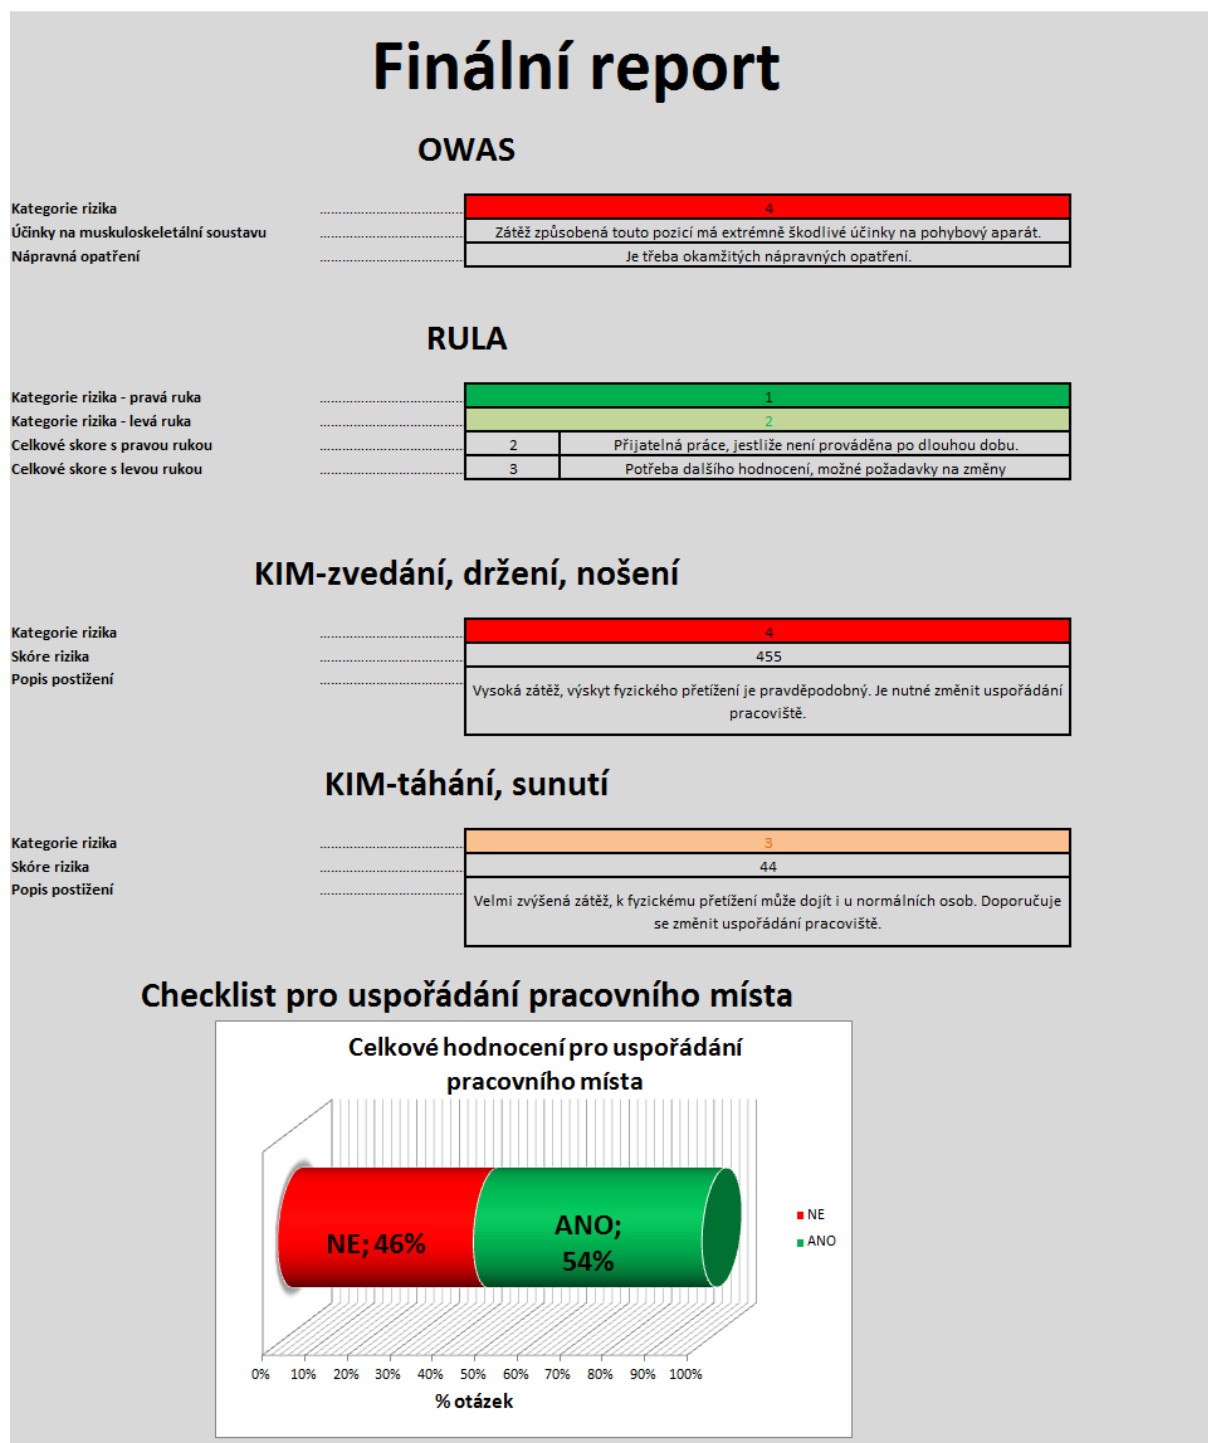 Finální report
OWAS
Kategorie rizika ........................................ 4
Účinky na muskuloskeletální soustavu ........................................ Zátěž způsobená touto pozicí má extrémně škodlivé účinky na pohybový aparát.
Nápravná opatření ........................................ Je třeba okamžitých nápravných opatření.
RULA
Kategorie rizika - pravá ruka ........................................ 1
Kategorie rizika - levá ruka ........................................ 2
Celkové skore s pravou rukou ........................................ 2 Přijatelná práce, jestliže není prováděna po dlouhou dobu.
Celkové skore s levou rukou ........................................ 3 Potřeba dalšího hodnocení, možné požadavky na změny
KIM-zvedání, držení, nošení
Kategorie rizika ........................................ 4
Skóre rizika ........................................ 455
Popis postižení ........................................
Vysoká zátěž, výskyt fyzického přetížení je pravděpodobný. Je nutné změnit uspořádání
pracoviště.
KIM-táhání, sunutí
Kategorie rizika ........................................ 3
Skóre rizika ........................................ 44
Popis postižení ........................................
Velmi zvýšená zátěž, k fyzickému přetížení může dojít i u normálních osob. Doporučuje
se změnit uspořádání pracoviště.
Checklist pro uspořádání pracovního místa
Celkové hodnocení pro uspořádání
pracovního místa
NE; 46%
ANO;
54%
NE
ANO
0% 10% 20% 30% 40% 50% 60% 70% 80% 90% 100%
% otázek